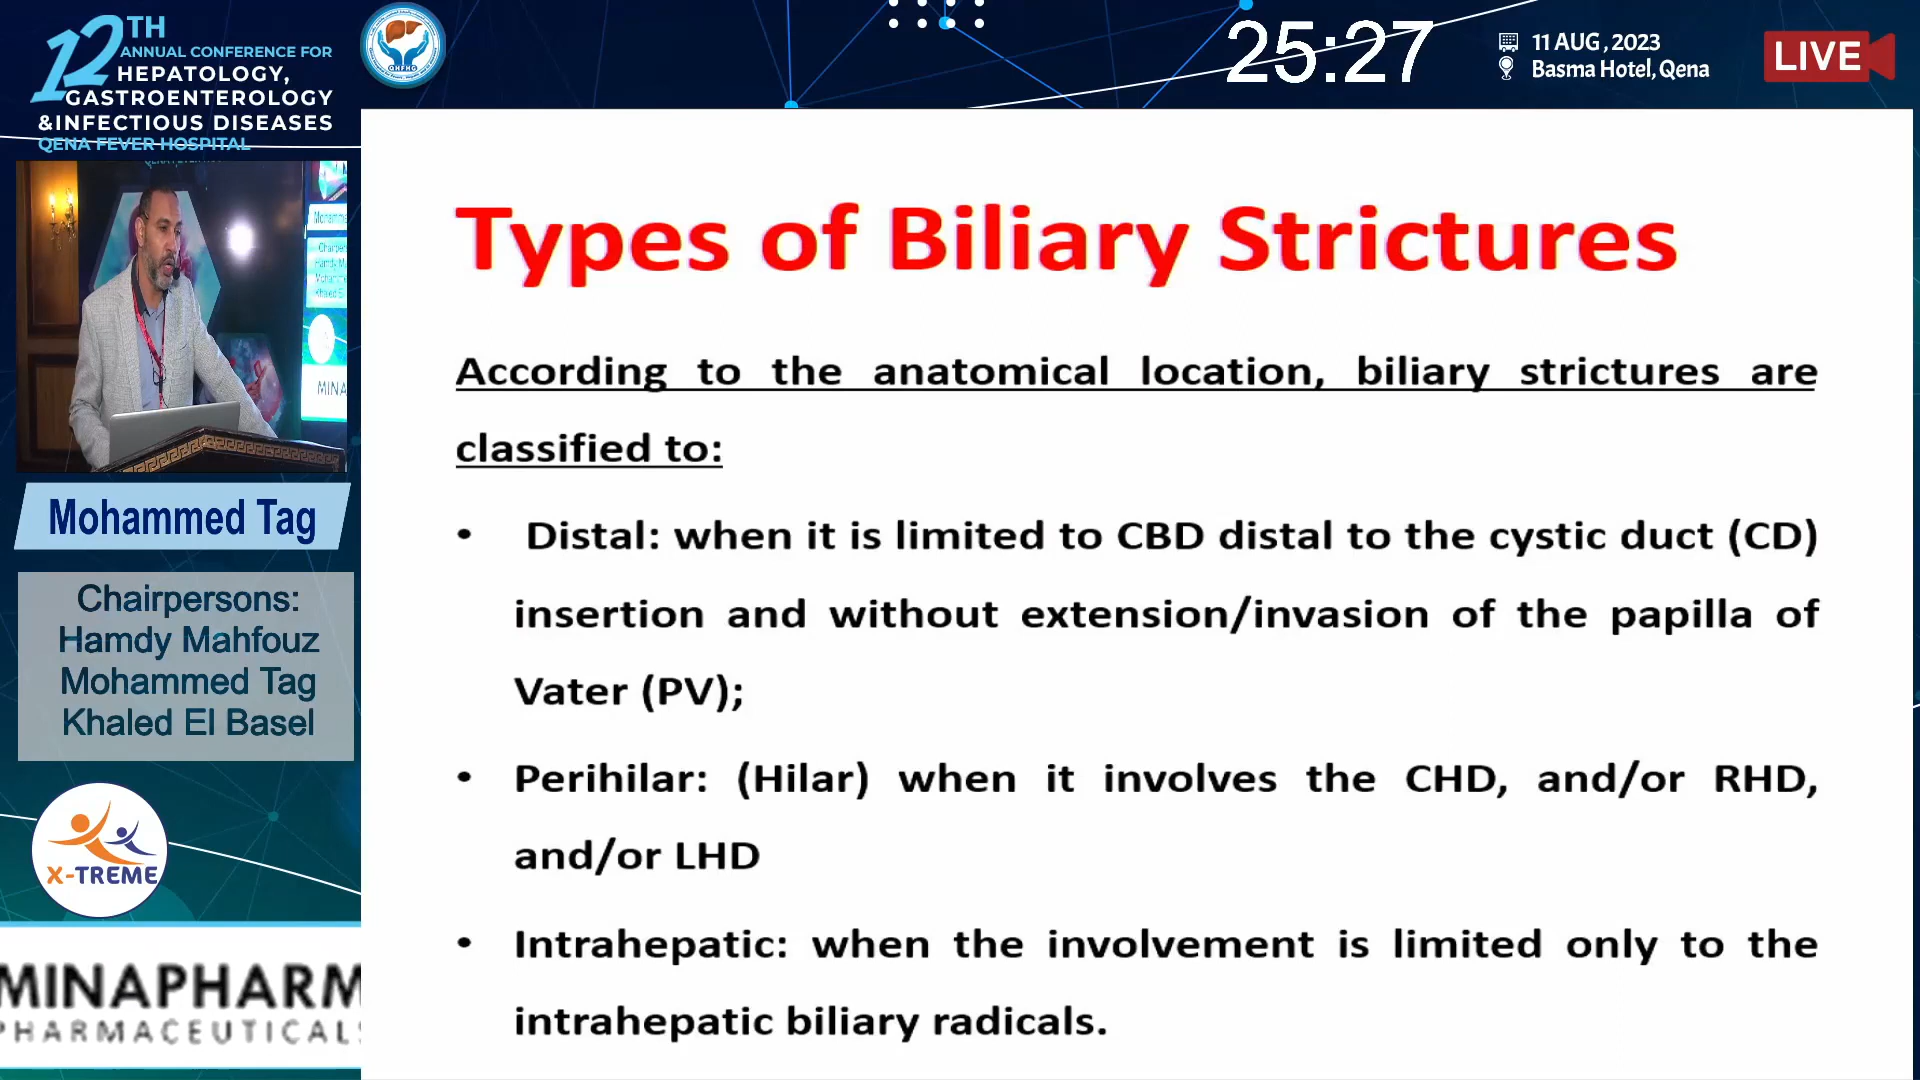 12TH
ANNUAL CONFERENCE FOR
HEPATOLOGY,
GASTROENTEROLOGY
&INFECTIOUS DISEASES
QENA FEVER HOSPITAL
25:27
11 AUG , 2023
Basma Hotel, Qena
LIVE
Types of Biliary Strictures
According to the anatomical location, biliary strictures are
classified to:
• Distal: when it is limited to CBD distal to the cystic duct (CD)
insertion and without extension/invasion of the papilla of
Vater (PV);
• Perihilar: (Hilar) when it involves the CHD, and/or RHD,
and/or LHD
• Intrahepatic: when the involvement is limited only to the
intrahepatic biliary radicals.
MINA
Mohammed Tag
Chairpersons:
Hamdy Mahfouz
Mohammed Tag
Khaled El Basel
X-TREME
MINAPHARM
PHARMACEUTICALS